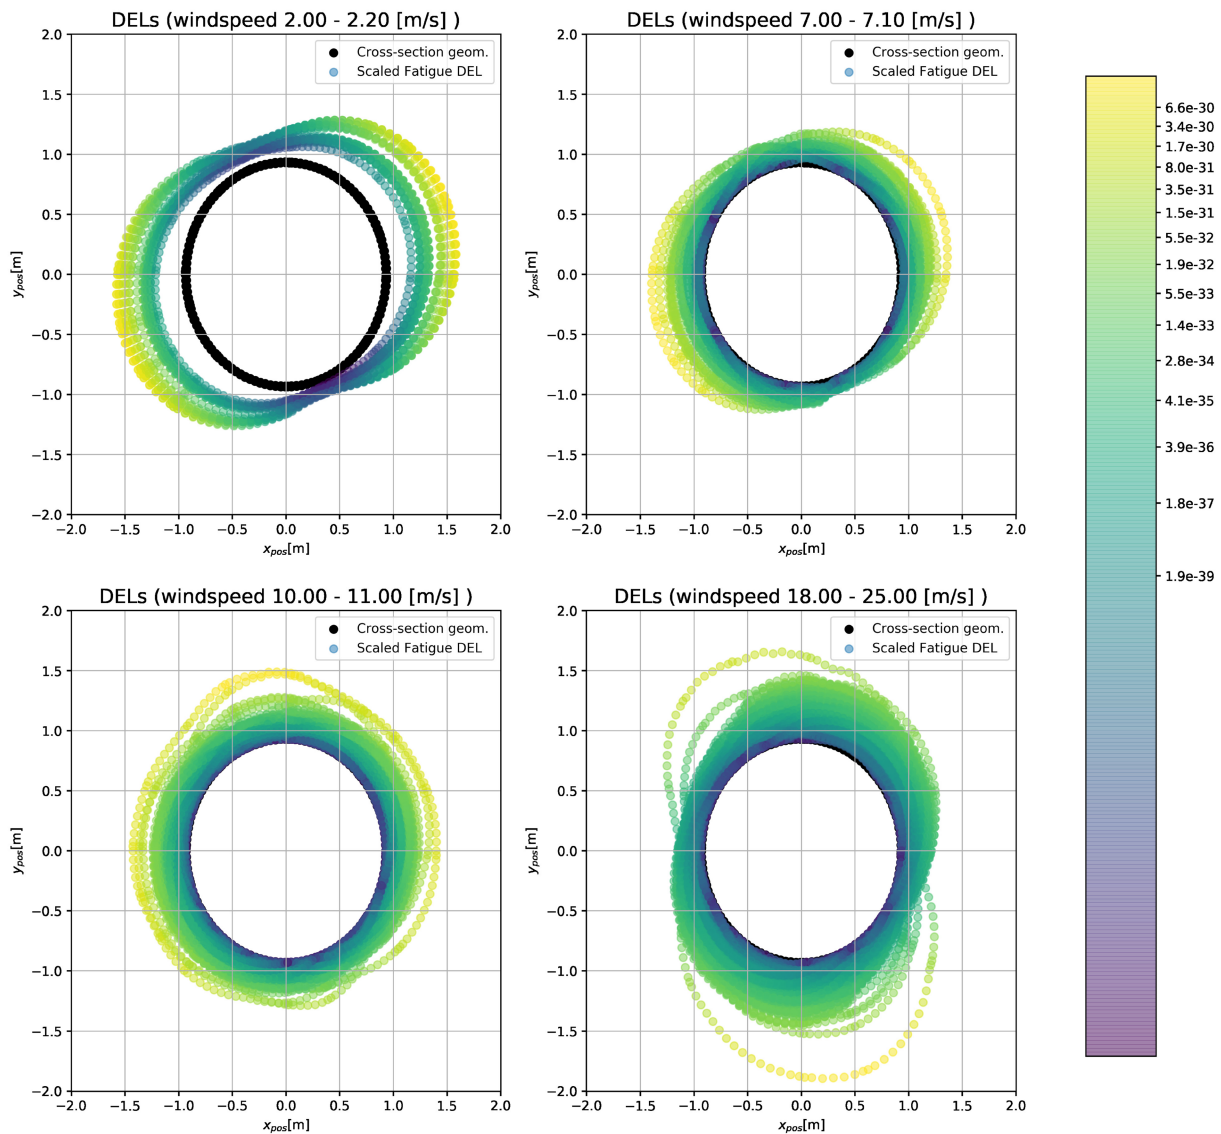 DELs (windspeed 2.00 - 2.20 [m/s] )
Cross-section geom.
Scaled Fatigue DEL
2.0
1.5
1.0
0.5
0.0
−0.5
−1.0
−1.5
−2.0
y_pos[m]
−2.0 −1.5 −1.0 −0.5 0.0 0.5 1.0 1.5 2.0
x_pos[m]
DELs (windspeed 7.00 - 7.10 [m/s] )
Cross-section geom.
Scaled Fatigue DEL
2.0
1.5
1.0
0.5
0.0
−0.5
−1.0
−1.5
−2.0
y_pos[m]
−2.0 −1.5 −1.0 −0.5 0.0 0.5 1.0 1.5 2.0
x_pos[m]
DELs (windspeed 10.00 - 11.00 [m/s] )
Cross-section geom.
Scaled Fatigue DEL
2.0
1.5
1.0
0.5
0.0
−0.5
−1.0
−1.5
−2.0
y_pos[m]
−2.0 −1.5 −1.0 −0.5 0.0 0.5 1.0 1.5 2.0
x_pos[m]
DELs (windspeed 18.00 - 25.00 [m/s] )
Cross-section geom.
Scaled Fatigue DEL
2.0
1.5
1.0
0.5
0.0
−0.5
−1.0
−1.5
−2.0
y_pos[m]
−2.0 −1.5 −1.0 −0.5 0.0 0.5 1.0 1.5 2.0
x_pos[m]
6.6e-30
3.4e-30
1.7e-30
8.0e-31
3.5e-31
1.5e-31
5.5e-32
1.9e-32
5.5e-33
1.4e-33
2.8e-34
4.1e-35
3.9e-36
1.8e-37
1.9e-39